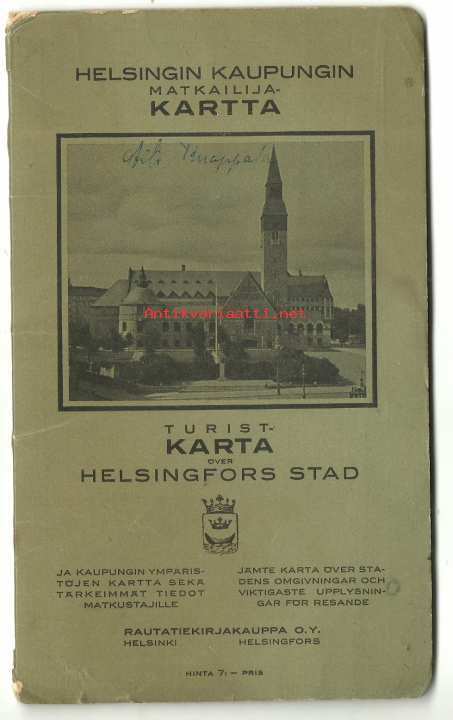 HELSINGIN KAUPUNGIN
MATKAILIJA-
KARTTA
Antikvariaatti.net
TURIST-
KARTA
ÖVER
HELSINGFORS STAD
JA KAUPUNGIN YMPÄRIS-
TÖJEN KARTTA SEKÄ
TÄRKEIMMÄT TIEDOT
MATKUSTAJILLE
JÄMTE KARTA ÖVER STA-
DENS OMGIVNINGAR OCH
VIKTIGASTE UPPLYSNIN-
GAR FÖR RESANDE
RAUTATIEKIRJAKAUPPA O.Y.
HELSINKI HELSINGFORS
HINTA 7:— PRIS